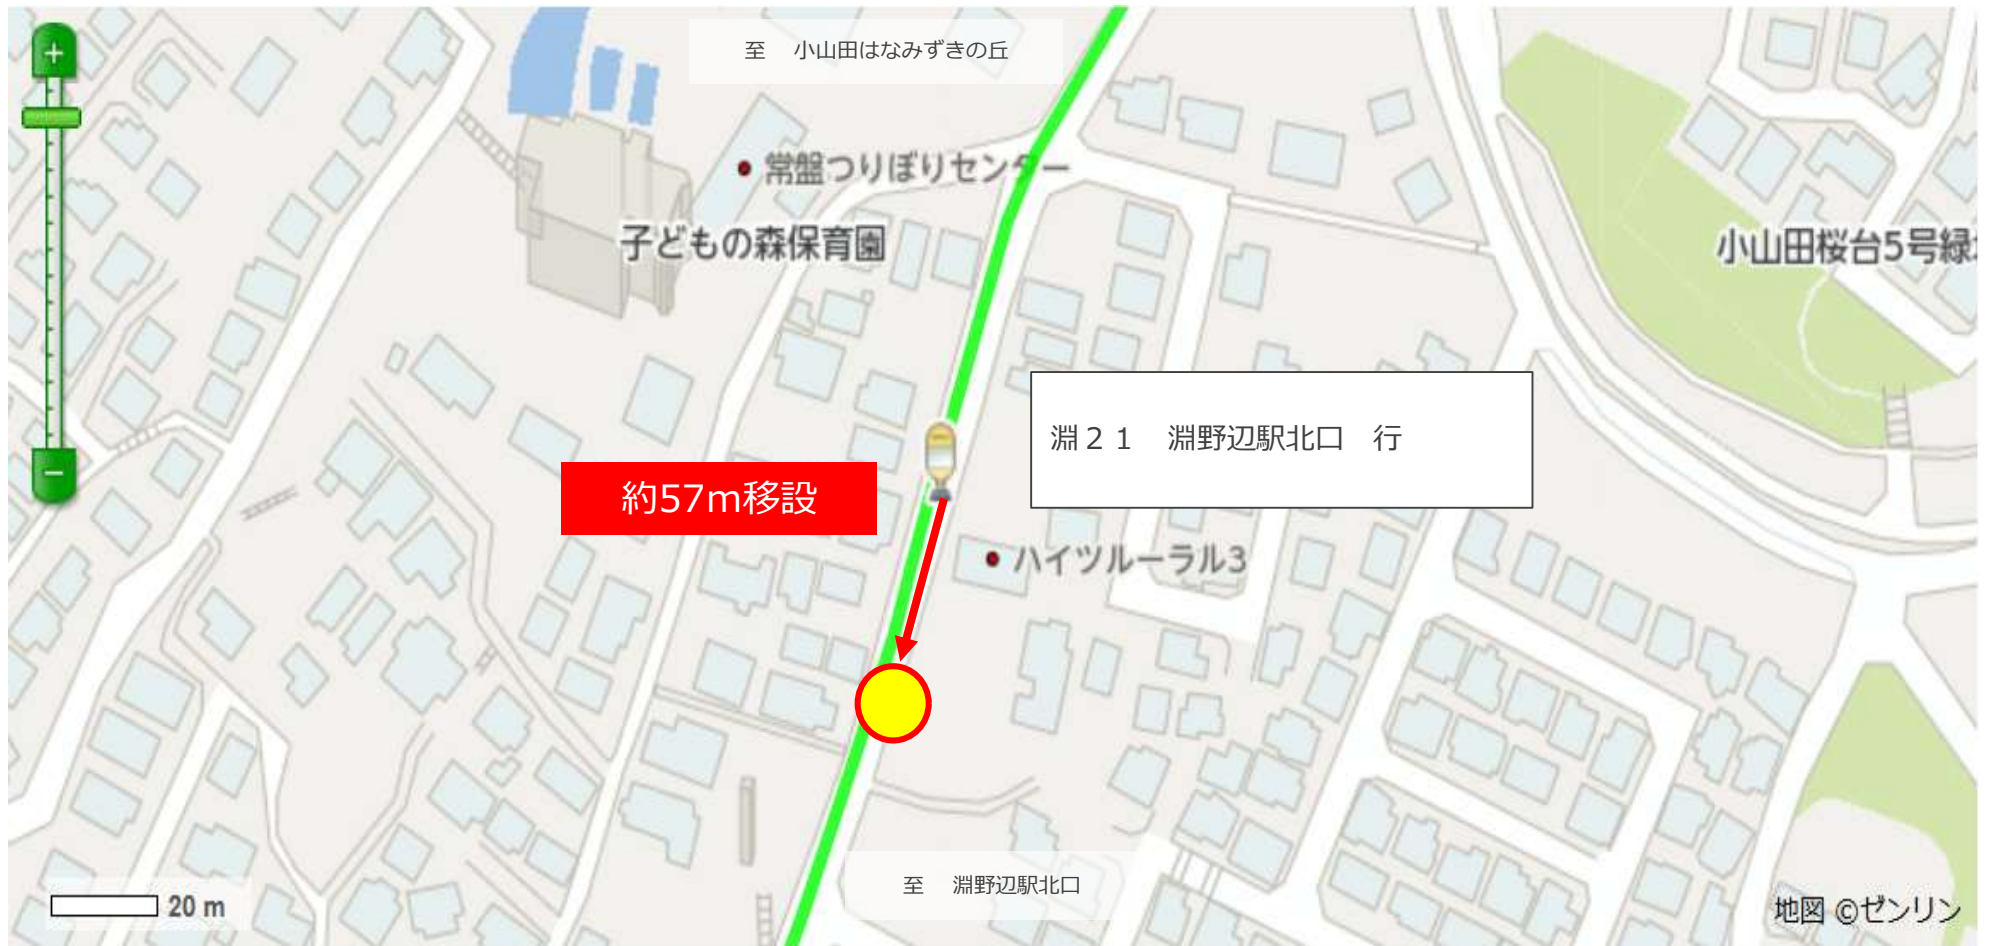 至　小山田はなみずきの丘
常盤つりぼりセンター
子どもの森保育園
小山田桜台5号緑
淵２１　淵野辺駅北口　行
約57m移設
ハイツルーラル3
至　淵野辺駅北口
20 m
地図 ©ゼンリン